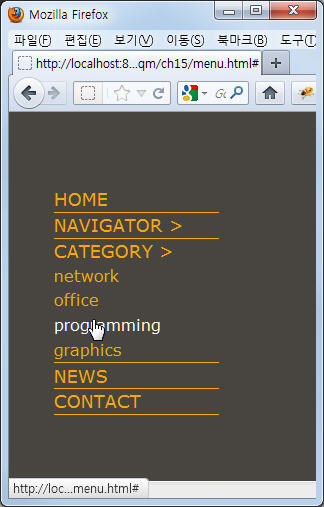 Mozilla Firefox
파일(F) 편집(E) 보기(V) 이동(S) 북마크(B) 도구(T)
http://localhost:8...qm/ch15/menu.html#
HOME
NAVIGATOR >
CATEGORY >
network
office
programming
graphics
NEWS
CONTACT
http://loc...menu.html#